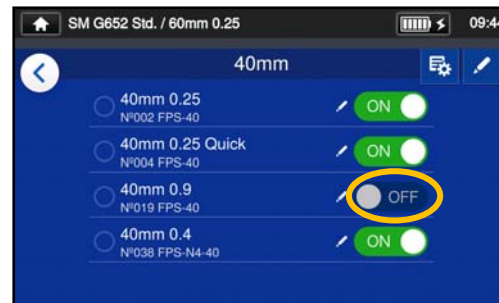 SM G652 Std. / 60mm 0.25 09:44
40mm
40mm 0.25
Nº002 FPS-40
ON
40mm 0.25 Quick
Nº004 FPS-40
ON
40mm 0.9
Nº019 FPS-40
OFF
40mm 0.4
Nº038 FPS-N4-40
ON